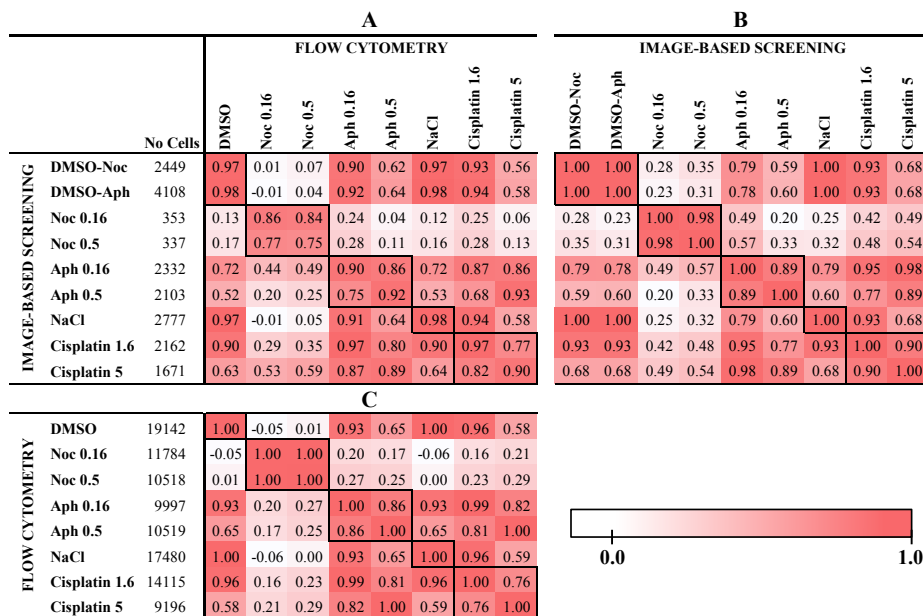 A B
FLOW CYTOMETRY IMAGE-BASED SCREENING
No Cells DMSO Noc 0.16 Noc 0.5 Aph 0.16 Aph 0.5 NaCl Cisplatin 1.6 Cisplatin 5 DMSO-Noc DMSO-Aph Noc 0.16 Noc 0.5 Aph 0.16 Aph 0.5 NaCl Cisplatin 1.6 Cisplatin 5
IMAGE-BASED SCREENING
DMSO-Noc 2449 0.97 0.01 0.07 0.90 0.62 0.97 0.93 0.56 1.00 1.00 0.28 0.35 0.79 0.59 1.00 0.93 0.68
DMSO-Aph 4108 0.98 -0.01 0.04 0.92 0.64 0.98 0.94 0.58 1.00 1.00 0.23 0.31 0.78 0.60 1.00 0.93 0.68
Noc 0.16 353 0.13 0.86 0.84 0.24 0.04 0.12 0.25 0.06 0.28 0.23 1.00 0.98 0.49 0.20 0.25 0.42 0.49
Noc 0.5 337 0.17 0.77 0.75 0.28 0.11 0.16 0.28 0.13 0.35 0.31 0.98 1.00 0.57 0.33 0.32 0.48 0.54
Aph 0.16 2332 0.72 0.44 0.49 0.90 0.86 0.72 0.87 0.86 0.79 0.78 0.49 0.57 1.00 0.89 0.79 0.95 0.98
Aph 0.5 2103 0.52 0.20 0.25 0.75 0.92 0.53 0.68 0.93 0.59 0.60 0.20 0.33 0.89 1.00 0.60 0.77 0.89
NaCl 2777 0.97 -0.01 0.05 0.91 0.64 0.98 0.94 0.58 1.00 1.00 0.25 0.32 0.79 0.60 1.00 0.93 0.68
Cisplatin 1.6 2162 0.90 0.29 0.35 0.97 0.80 0.90 0.97 0.77 0.93 0.93 0.42 0.48 0.95 0.77 0.93 1.00 0.90
Cisplatin 5 1671 0.63 0.53 0.59 0.87 0.89 0.64 0.82 0.90 0.68 0.68 0.49 0.54 0.98 0.89 0.68 0.90 1.00
C
FLOW CYTOMETRY
DMSO 19142 1.00 -0.05 0.01 0.93 0.65 1.00 0.96 0.58
Noc 0.16 11784 -0.05 1.00 1.00 0.20 0.17 -0.06 0.16 0.21
Noc 0.5 10518 0.01 1.00 1.00 0.27 0.25 0.00 0.23 0.29
Aph 0.16 9997 0.93 0.20 0.27 1.00 0.86 0.93 0.99 0.82
Aph 0.5 10519 0.65 0.17 0.25 0.86 1.00 0.65 0.81 1.00
NaCl 17480 1.00 -0.06 0.00 0.93 0.65 1.00 0.96 0.59
Cisplatin 1.6 14115 0.96 0.16 0.23 0.99 0.81 0.96 1.00 0.76
Cisplatin 5 9196 0.58 0.21 0.29 0.82 1.00 0.59 0.76 1.00
0.0 1.0